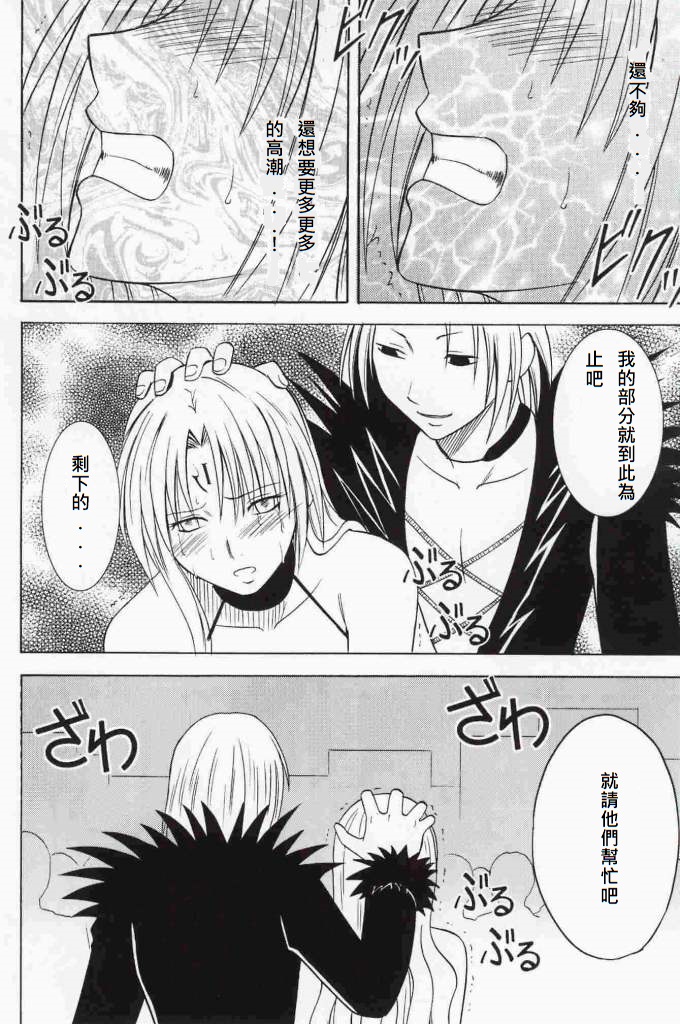 還不夠
...
ビクッ
ビクッ
還想要更多更多
的高潮...!
ぶる
ぶる
我的部分就到此為
止吧
剩下的...
ぶる
ぶる
就請他們幫忙吧
ざわ
ざわ
ぶる
ぶる